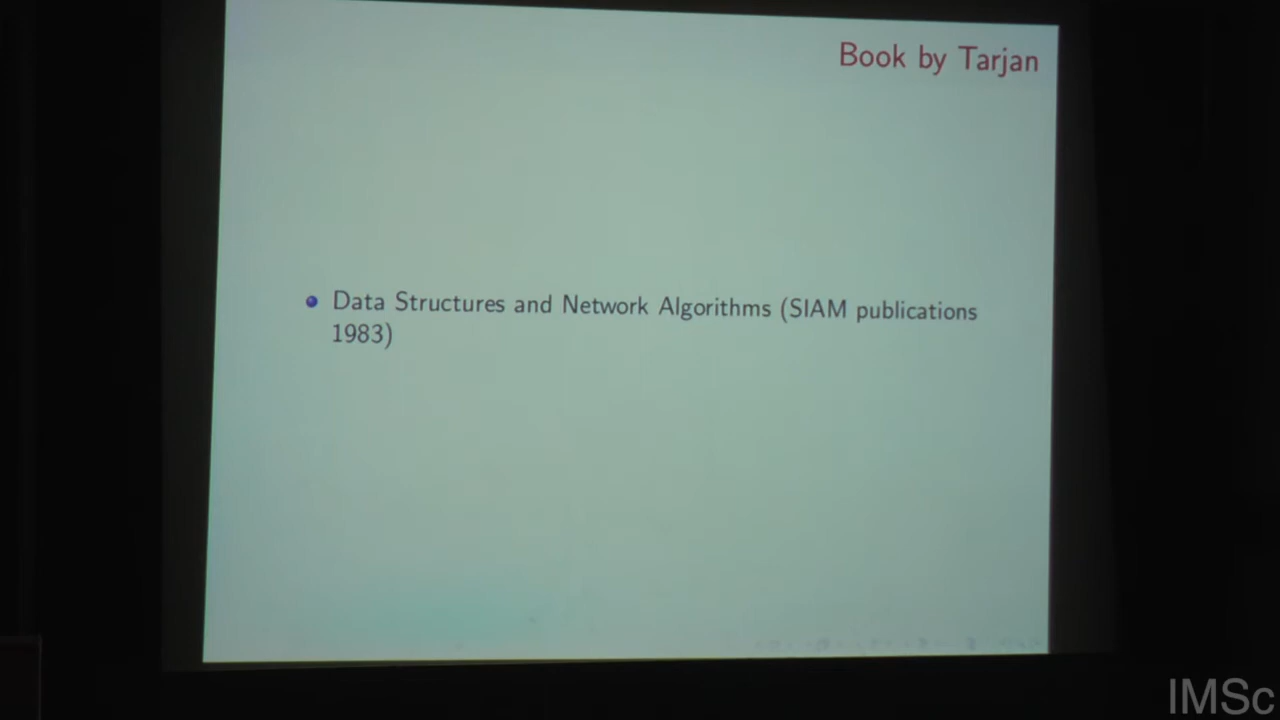 Book by Tarjan
Data Structures and Network Algorithms (SIAM publications
1983)
IMSc